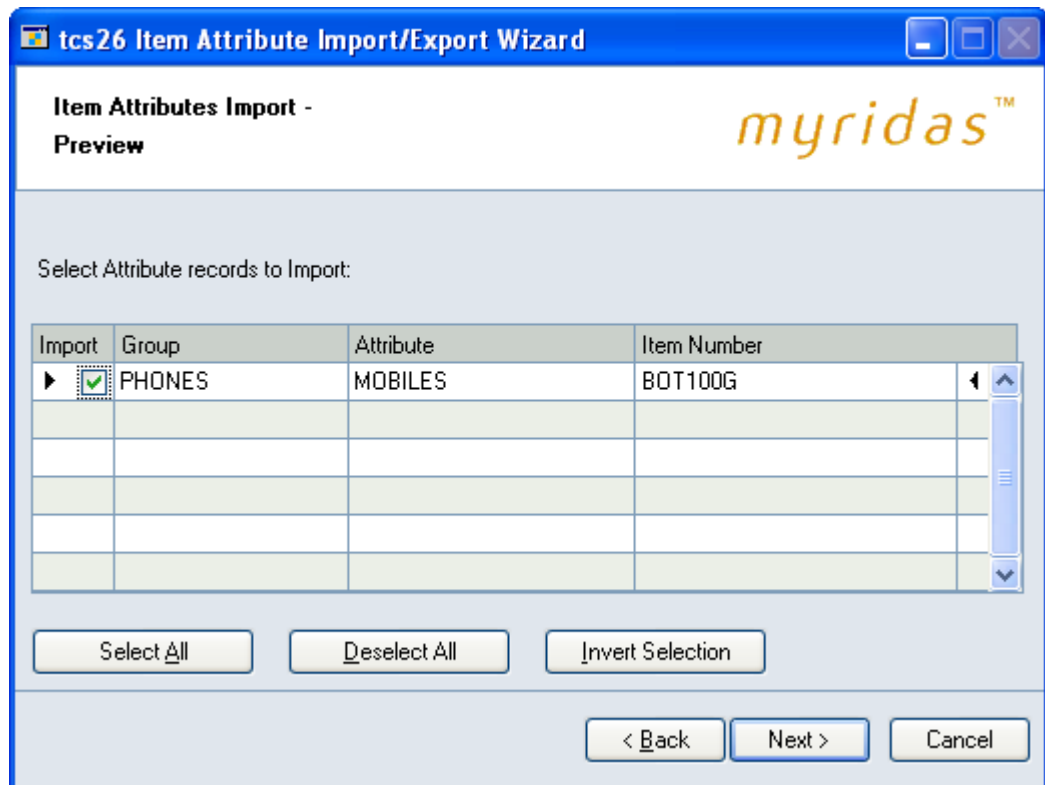 tcs26 Item Attribute Import/Export Wizard
Item Attributes Import -
Preview
myridas™
Select Attribute records to Import:
Import Group Attribute Item Number
PHONES MOBILES BOT100G
Select All Deselect All Invert Selection
< Back Next > Cancel